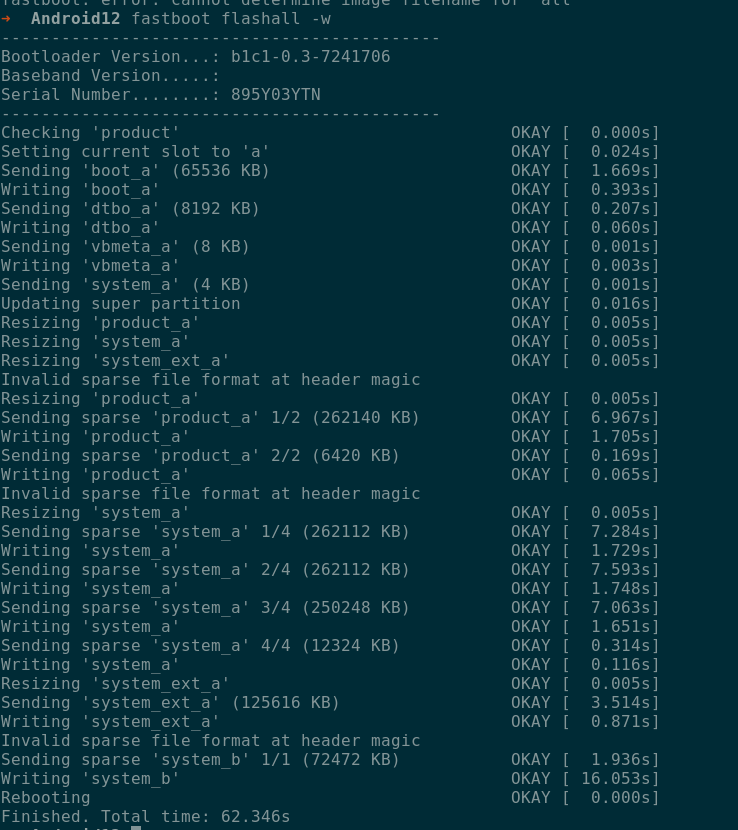 fastboot: error: cannot determine image filename for 'all'
➜  Android12 fastboot flashall -w
--------------------------------------------
Bootloader Version...: b1c1-0.3-7241706
Baseband Version.....:
Serial Number........: 895Y03YTN
--------------------------------------------
Checking 'product'                                 OKAY [  0.000s]
Setting current slot to 'a'                        OKAY [  0.024s]
Sending 'boot_a' (65536 KB)                        OKAY [  1.669s]
Writing 'boot_a'                                   OKAY [  0.393s]
Sending 'dtbo_a' (8192 KB)                         OKAY [  0.207s]
Writing 'dtbo_a'                                   OKAY [  0.060s]
Sending 'vbmeta_a' (8 KB)                          OKAY [  0.001s]
Writing 'vbmeta_a'                                 OKAY [  0.003s]
Sending 'system_a' (4 KB)                          OKAY [  0.001s]
Updating super partition                           OKAY [  0.016s]
Resizing 'product_a'                               OKAY [  0.005s]
Resizing 'system_a'                                OKAY [  0.005s]
Resizing 'system_ext_a'                            OKAY [  0.005s]
Invalid sparse file format at header magic
Resizing 'product_a'                               OKAY [  0.005s]
Sending sparse 'product_a' 1/2 (262140 KB)         OKAY [  6.967s]
Writing 'product_a'                                OKAY [  1.705s]
Sending sparse 'product_a' 2/2 (6420 KB)           OKAY [  0.169s]
Writing 'product_a'                                OKAY [  0.065s]
Invalid sparse file format at header magic
Resizing 'system_a'                                OKAY [  0.005s]
Sending sparse 'system_a' 1/4 (262112 KB)          OKAY [  7.284s]
Writing 'system_a'                                 OKAY [  1.729s]
Sending sparse 'system_a' 2/4 (262112 KB)          OKAY [  7.593s]
Writing 'system_a'                                 OKAY [  1.748s]
Sending sparse 'system_a' 3/4 (250248 KB)          OKAY [  7.063s]
Writing 'system_a'                                 OKAY [  1.651s]
Sending sparse 'system_a' 4/4 (12324 KB)           OKAY [  0.314s]
Writing 'system_a'                                 OKAY [  0.116s]
Resizing 'system_ext_a'                            OKAY [  0.005s]
Sending 'system_ext_a' (125616 KB)                 OKAY [  3.514s]
Writing 'system_ext_a'                             OKAY [  0.871s]
Invalid sparse file format at header magic
Sending sparse 'system_b' 1/1 (72472 KB)           OKAY [  1.936s]
Writing 'system_b'                                 OKAY [ 16.053s]
Rebooting                                          OKAY [  0.000s]
Finished. Total time: 62.346s
Android12